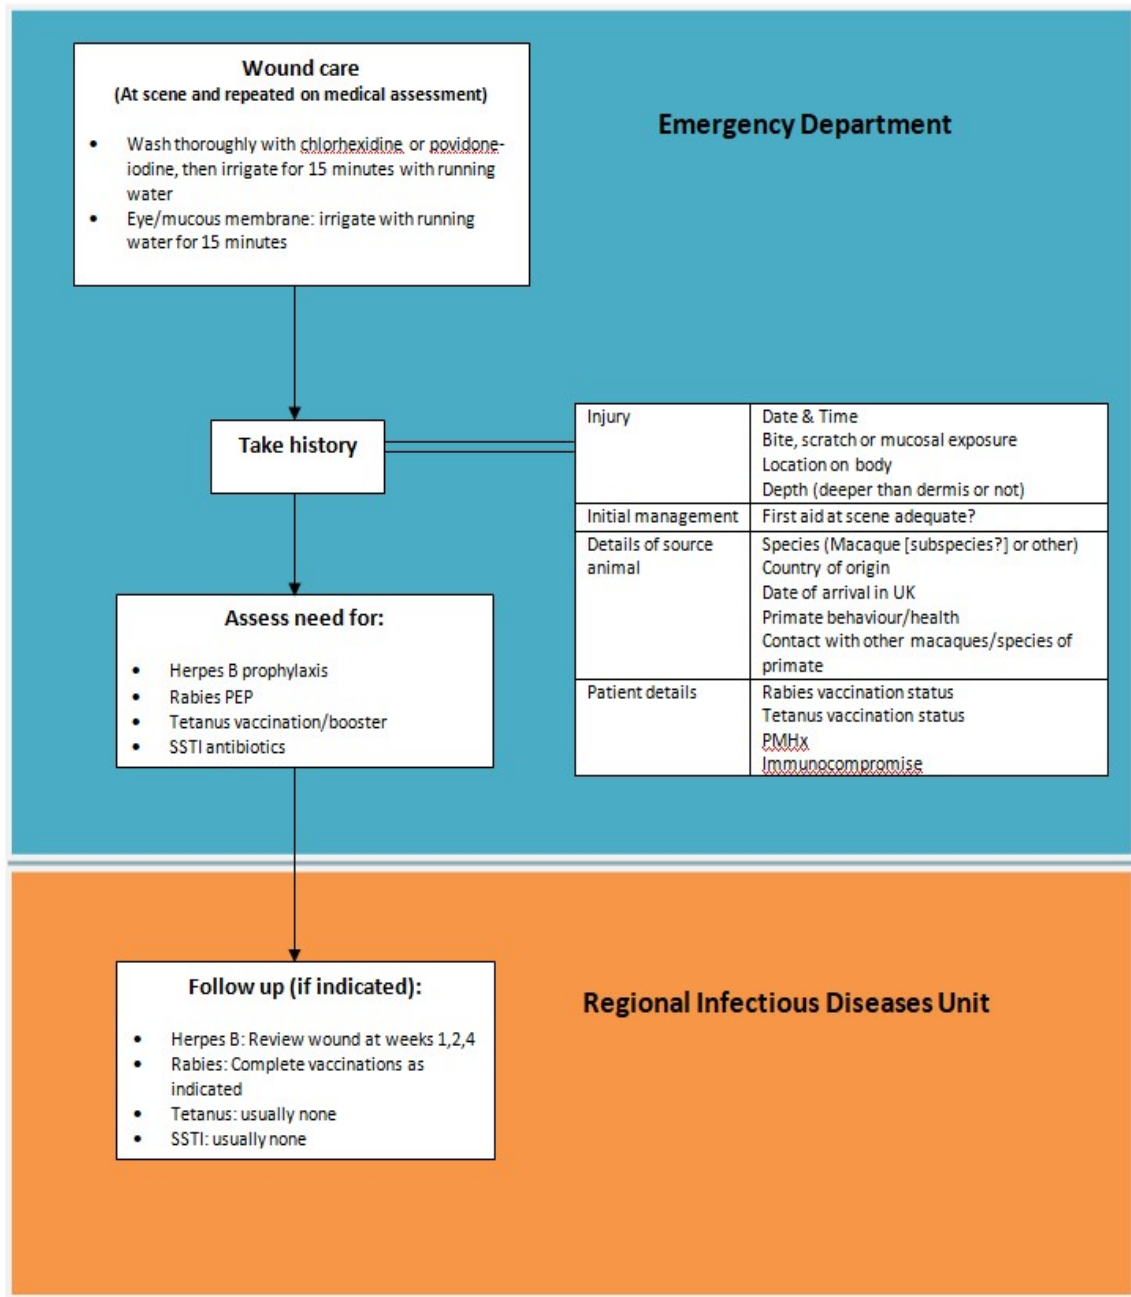 Wound care
(At scene and repeated on medical assessment)
• Wash thoroughly with chlorhexidine or povidone-
iodine, then irrigate for 15 minutes with running
water
• Eye/mucous membrane: irrigate with running
water for 15 minutes
Emergency Department
Take history
Injury
Date & Time
Bite, scratch or mucosal exposure
Location on body
Depth (deeper than dermis or not)
Initial management
First aid at scene adequate?
Details of source
animal
Species (Macaque [subspecies?] or other)
Country of origin
Date of arrival in UK
Primate behaviour/health
Contact with other macaques/species of
primate
Patient details
Rabies vaccination status
Tetanus vaccination status
PMHx
Immunocompromise
Assess need for:
• Herpes B prophylaxis
• Rabies PEP
• Tetanus vaccination/booster
• SSTI antibiotics
Follow up (if indicated):
• Herpes B: Review wound at weeks 1,2,4
• Rabies: Complete vaccinations as
indicated
• Tetanus: usually none
• SSTI: usually none
Regional Infectious Diseases Unit